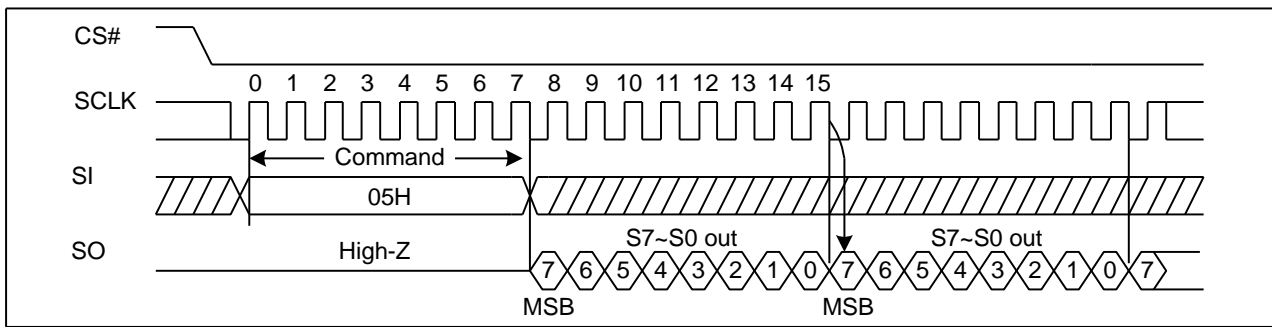 CS#
0 1 2 3 4 5 6 7 8 9 10 11 12 13 14 15
SCLK
Command
SI
05H
S7~S0 out S7~S0 out
SO
High-Z
7 6 5 4 3 2 1 0 7 6 5 4 3 2 1 0 7
MSB MSB